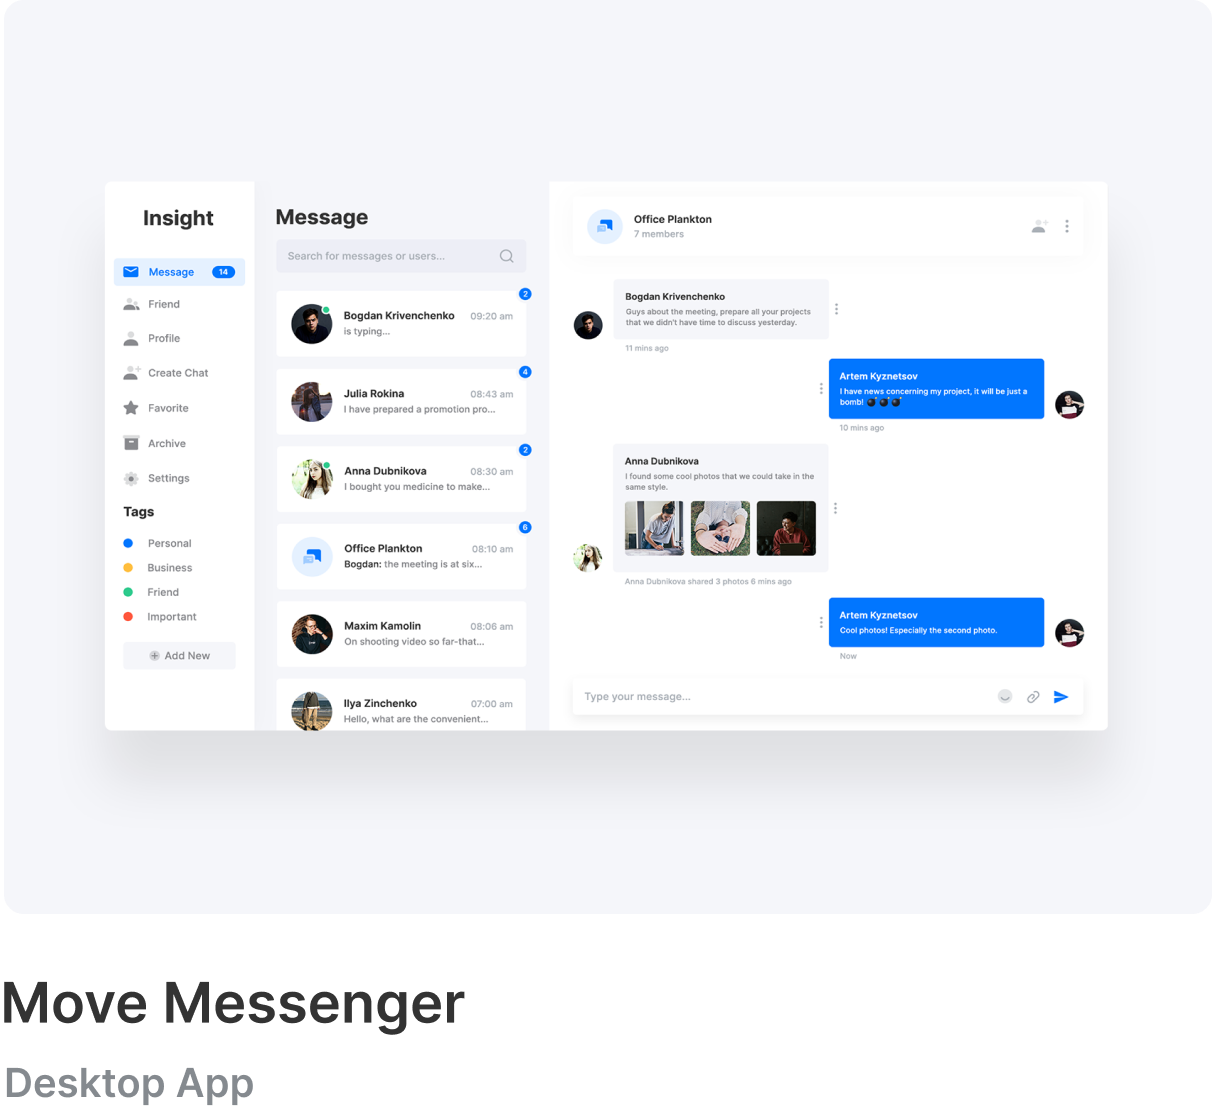 Insight
Message 14
Friend
Profile
Create Chat
Favorite
Archive
Settings
Tags
Personal
Business
Friend
Important
Add New
Message
Search for messages or users...
2
Bogdan Krivenchenko 09:20 am
is typing...
4
Julia Rokina 08:43 am
I have prepared a promotion pro...
2
Anna Dubnikova 08:30 am
I bought you medicine to make...
6
Office Plankton 08:10 am
Bogdan: the meeting is at six...
Maxim Kamolin 08:06 am
On shooting video so far-that...
Ilya Zinchenko 07:00 am
Hello, what are the convenient...
Office Plankton
7 members
Bogdan Krivenchenko
Guys about the meeting, prepare all your projects
that we didn't have time to discuss yesterday.
11 mins ago
Artem Kyznetsov
I have news concerning my project, it will be just a
bomb! 💣💣💣
10 mins ago
Anna Dubnikova
I found some cool photos that we could take in the
same style.
Anna Dubnikova shared 3 photos 6 mins ago
Artem Kyznetsov
Cool photos! Especially the second photo.
Now
Type your message...
Move Messenger
Desktop App